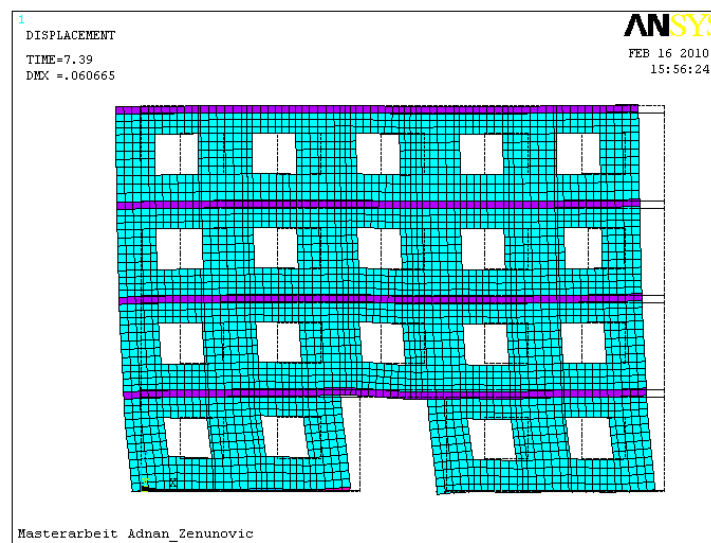 1
DISPLACEMENT
TIME=7.39
DMX =.060665
ANSYS
FEB 16 2010
15:56:24
X
Masterarbeit Adnan_Zenunovic